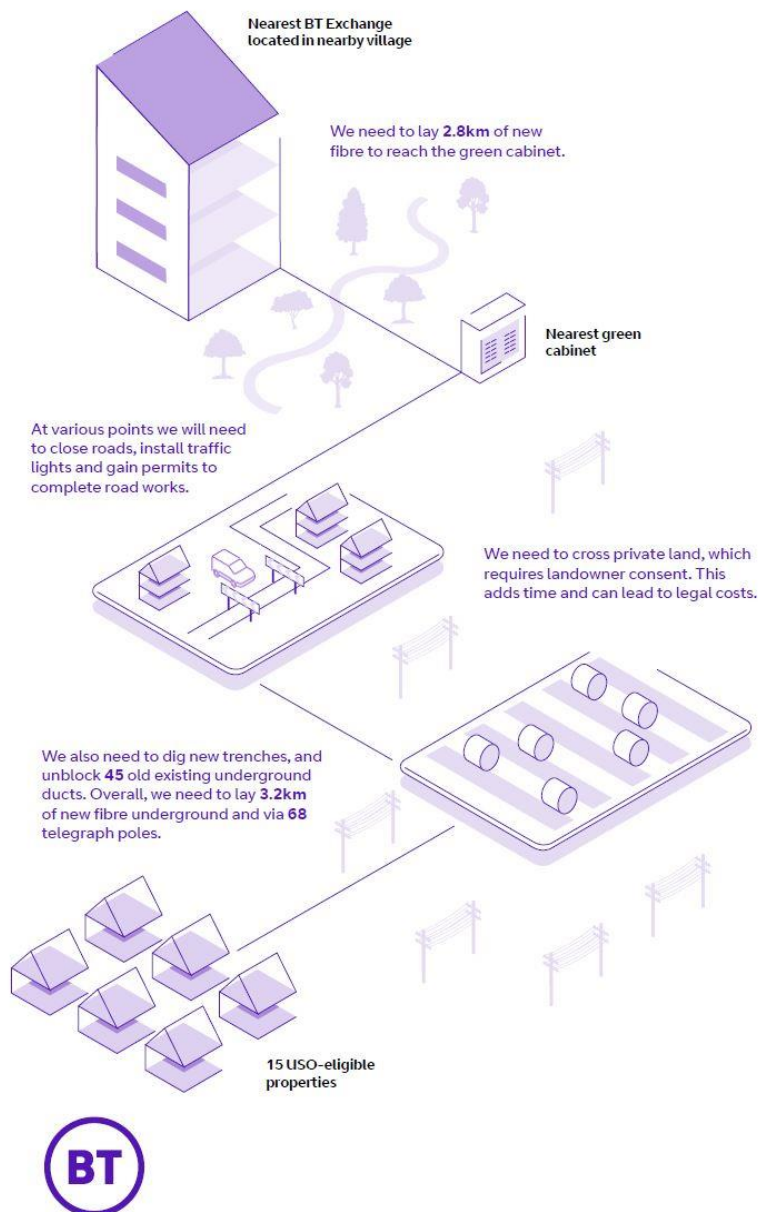 Nearest BT Exchange
located in nearby village
We need to lay 2.8km of new
fibre to reach the green cabinet.
Nearest green
cabinet
At various points we will need
to close roads, install traffic
lights and gain permits to
complete road works.
We need to cross private land, which
requires landowner consent. This
adds time and can lead to legal costs.
We also need to dig new trenches, and
unblock 45 old existing underground
ducts. Overall, we need to lay 3.2km
of new fibre underground and via 68
telegraph poles.
15 USO-eligible
properties
BT